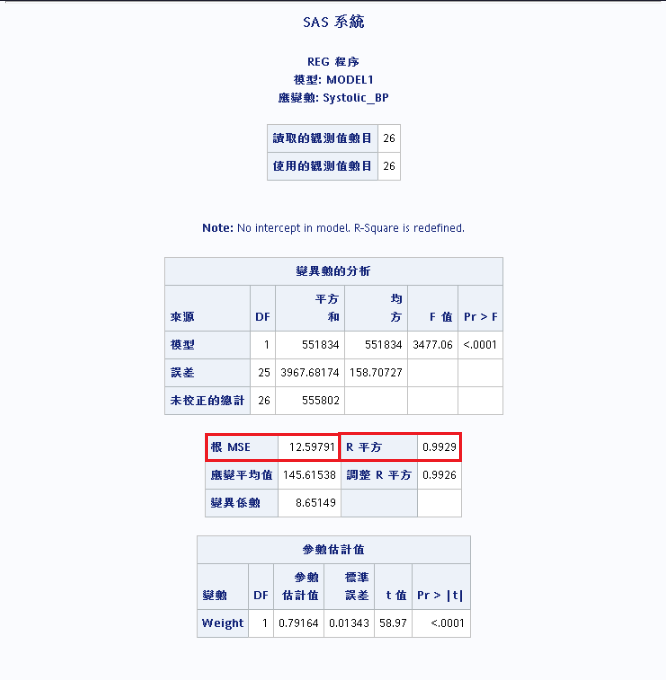 SAS 系統
REG 程序
模型: MODEL1
應變數: Systolic_BP
讀取的觀測值數目 26
使用的觀測值數目 26
Note: No intercept in model. R-Square is redefined.
變異數的分析
來源 DF 平方和 均方 F 值 Pr > F
模型 1 551834 551834 3477.06 <.0001
誤差 25 3967.68174 158.70727
未校正的總計 26 555802
根 MSE 12.59791 R 平方 0.9929
應變平均值 145.61538 調整 R 平方 0.9926
變異係數 8.65149
參數估計值
變數 DF 參數估計值 標準誤差 t 值 Pr > |t|
Weight 1 0.79164 0.01343 58.97 <.0001